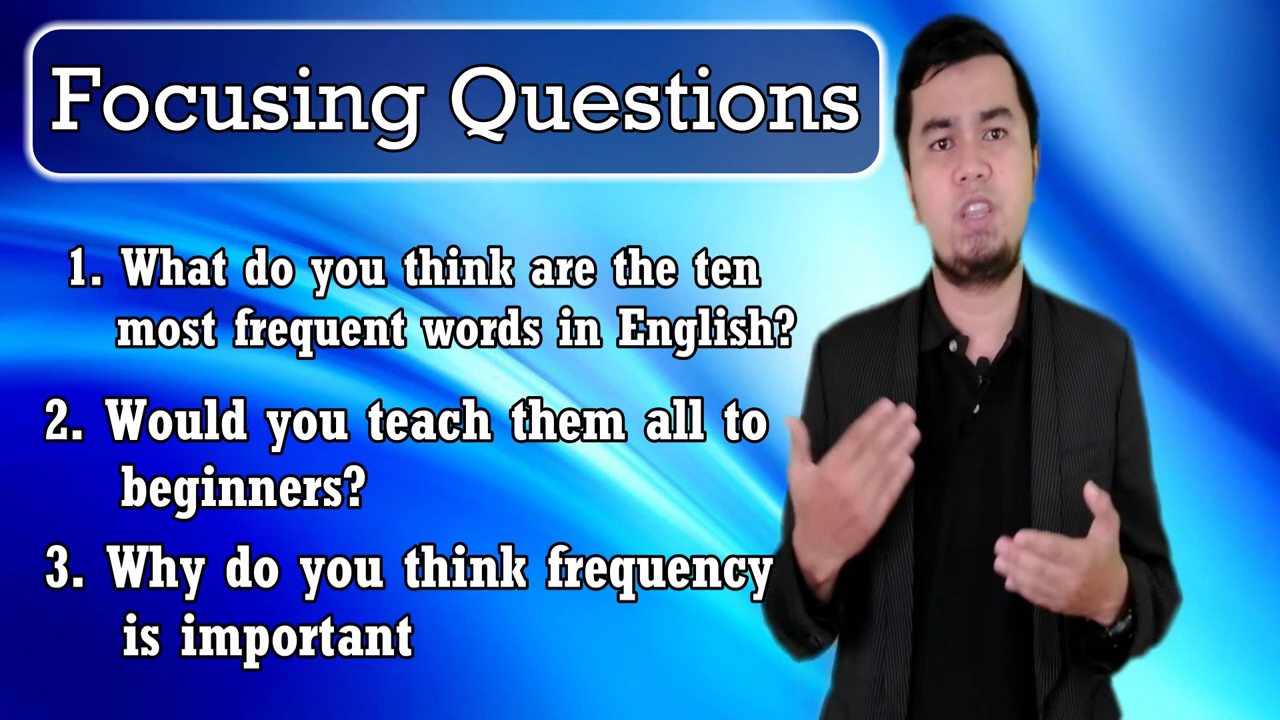 Focusing Questions
1. What do you think are the ten
most frequent words in English?
2. Would you teach them all to
beginners?
3. Why do you think frequency
is important